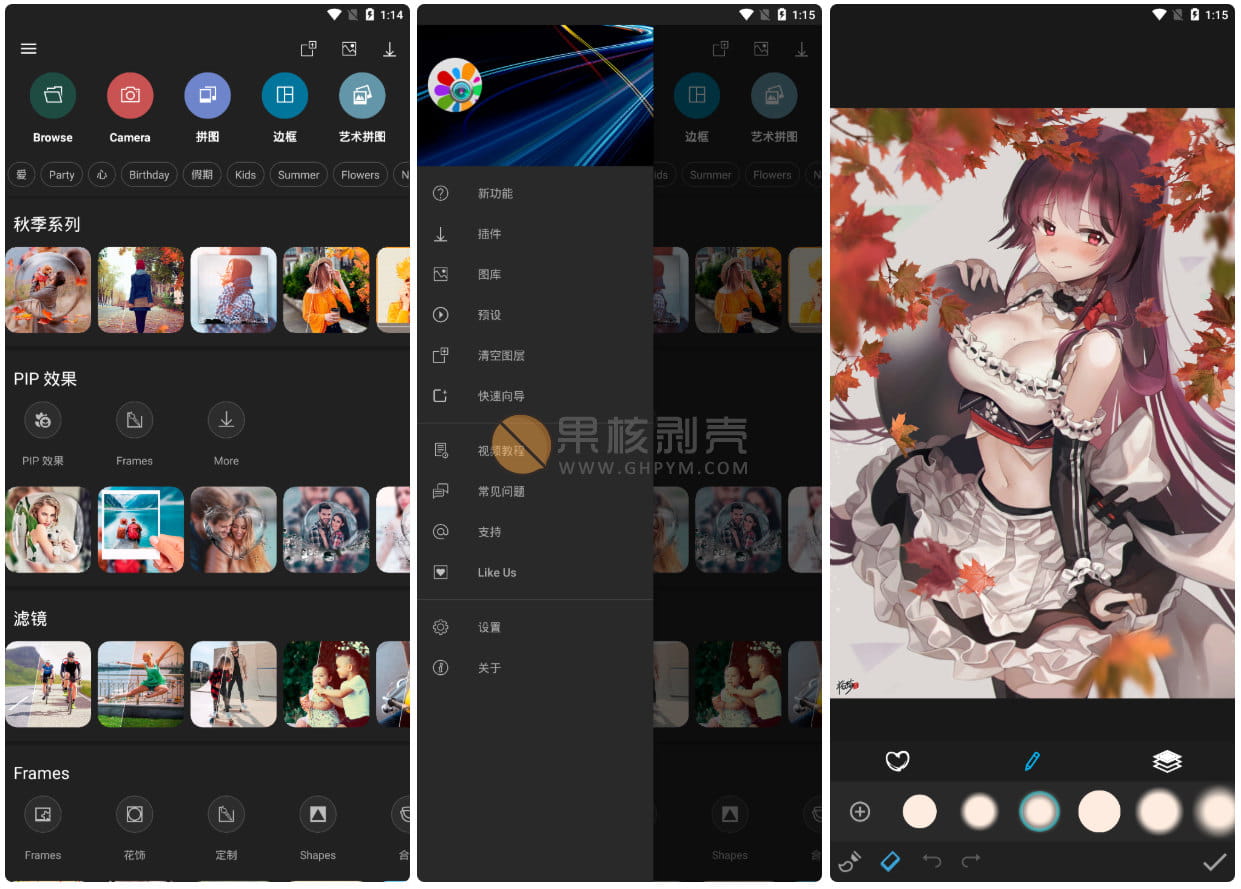 1:14
Browse
Camera
拼图
边框
艺术拼图
爱
Party
心
Birthday
假期
Kids
Summer
Flowers
秋季系列
PIP 效果
PIP 效果
Frames
More
滤镜
Frames
Frames
花饰
定制
Shapes
1:15
边框
艺术拼图
Summer
Flowers
新功能
插件
图库
预设
清空图层
快速向导
视频教程
常见问题
支持
Like Us
设置
关于
Shapes
果核剥壳
WWW.GHPYM.COM
1:15